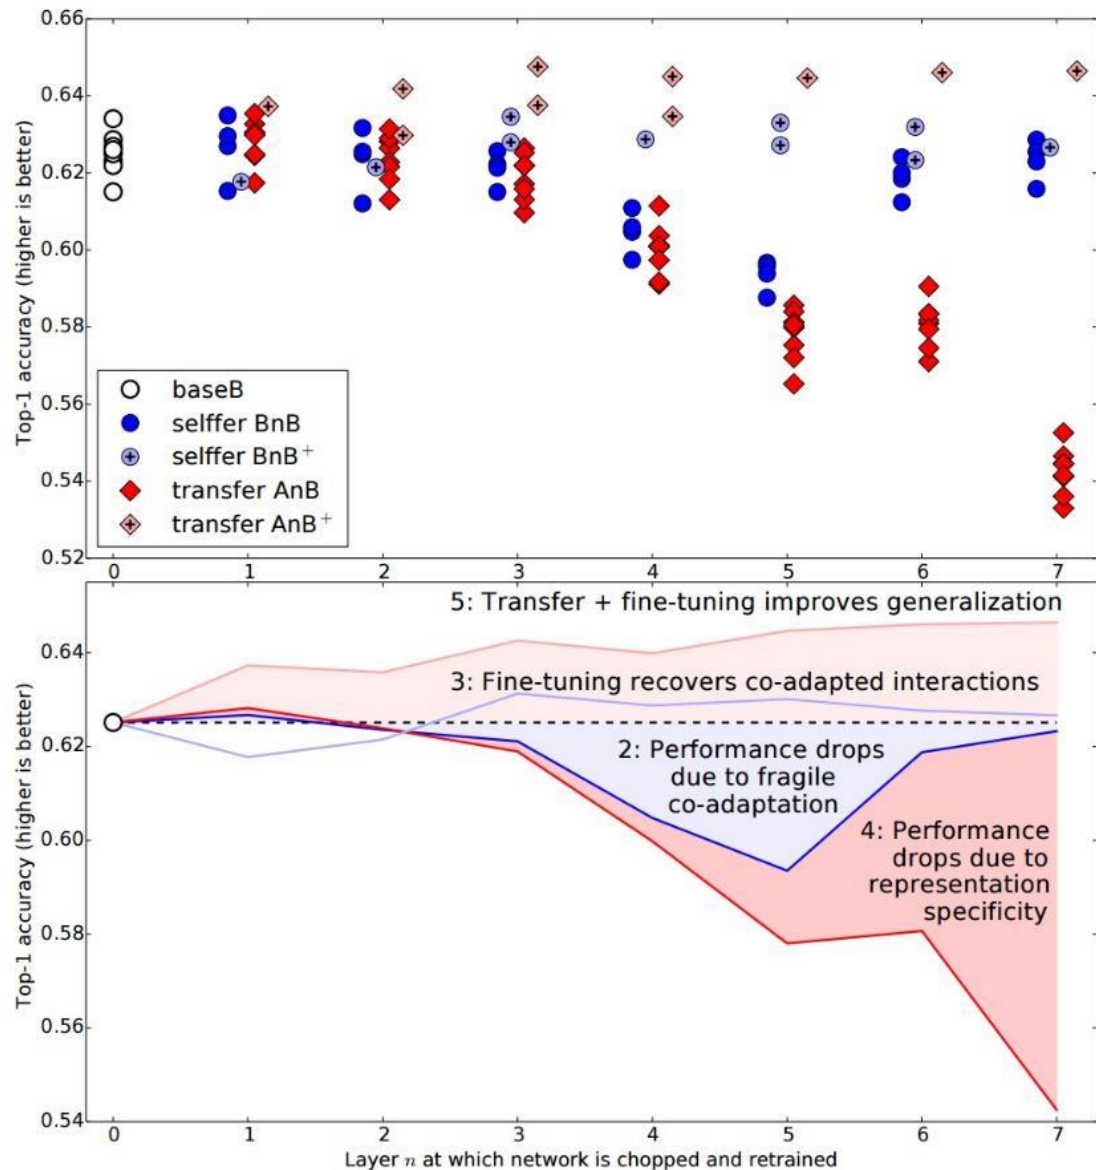 0.66
0.64
0.62
0.60
0.58
0.56
0.54
0.52
Top-1 accuracy (higher is better)
baseB
selffer BnB
selffer BnB⁺
transfer AnB
transfer AnB⁺
0 1 2 3 4 5 6 7
5: Transfer + fine-tuning improves generalization
3: Fine-tuning recovers co-adapted interactions
2: Performance drops
due to fragile
co-adaptation
4: Performance
drops due to
representation
specificity
0.64
0.62
0.60
0.58
0.56
0.54
Top-1 accuracy (higher is better)
0 1 2 3 4 5 6 7
Layer n at which network is chopped and retrained